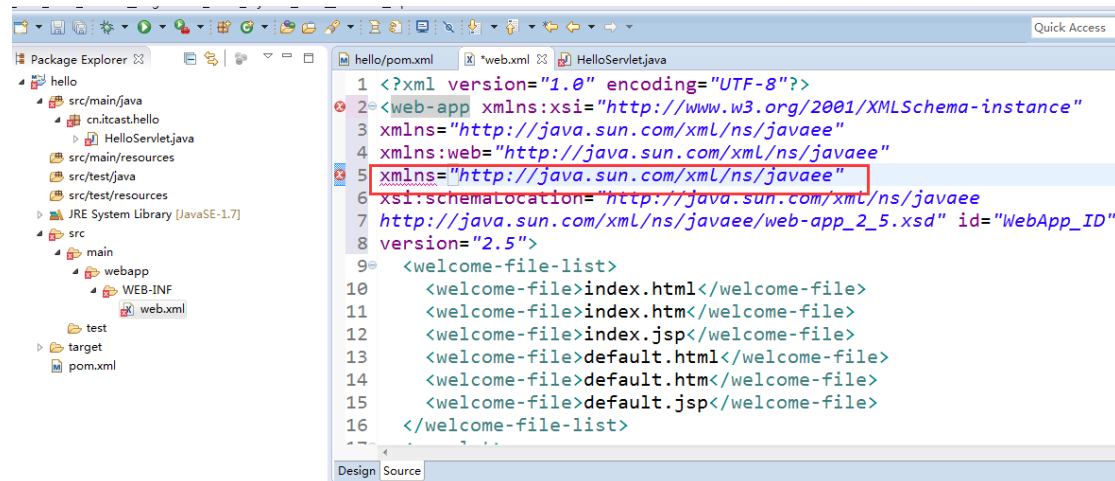 Quick Access
Package Explorer
hello
src/main/java
cn.itcast.hello
HelloServlet.java
src/main/resources
src/test/java
src/test/resources
JRE System Library [JavaSE-1.7]
src
main
webapp
WEB-INF
web.xml
test
target
pom.xml
hello/pom.xml
*web.xml
HelloServlet.java
1 <?xml version="1.0" encoding="UTF-8"?>
2 <web-app xmlns:xsi="http://www.w3.org/2001/XMLSchema-instance"
3 xmlns="http://java.sun.com/xml/ns/javaee"
4 xmlns:web="http://java.sun.com/xml/ns/javaee"
5 xmlns="http://java.sun.com/xml/ns/javaee"
6 xsi:schemaLocation="http://java.sun.com/xml/ns/javaee
7 http://java.sun.com/xml/ns/javaee/web-app_2_5.xsd" id="WebApp_ID"
8 version="2.5">
9 <welcome-file-list>
10 <welcome-file>index.html</welcome-file>
11 <welcome-file>index.htm</welcome-file>
12 <welcome-file>index.jsp</welcome-file>
13 <welcome-file>default.html</welcome-file>
14 <welcome-file>default.htm</welcome-file>
15 <welcome-file>default.jsp</welcome-file>
16 </welcome-file-list>
Design Source